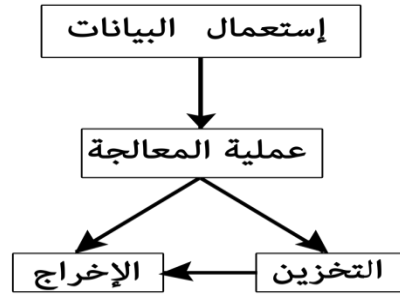 إستعمال البيانات
عملية المعالجة
التخزين
الإخراج